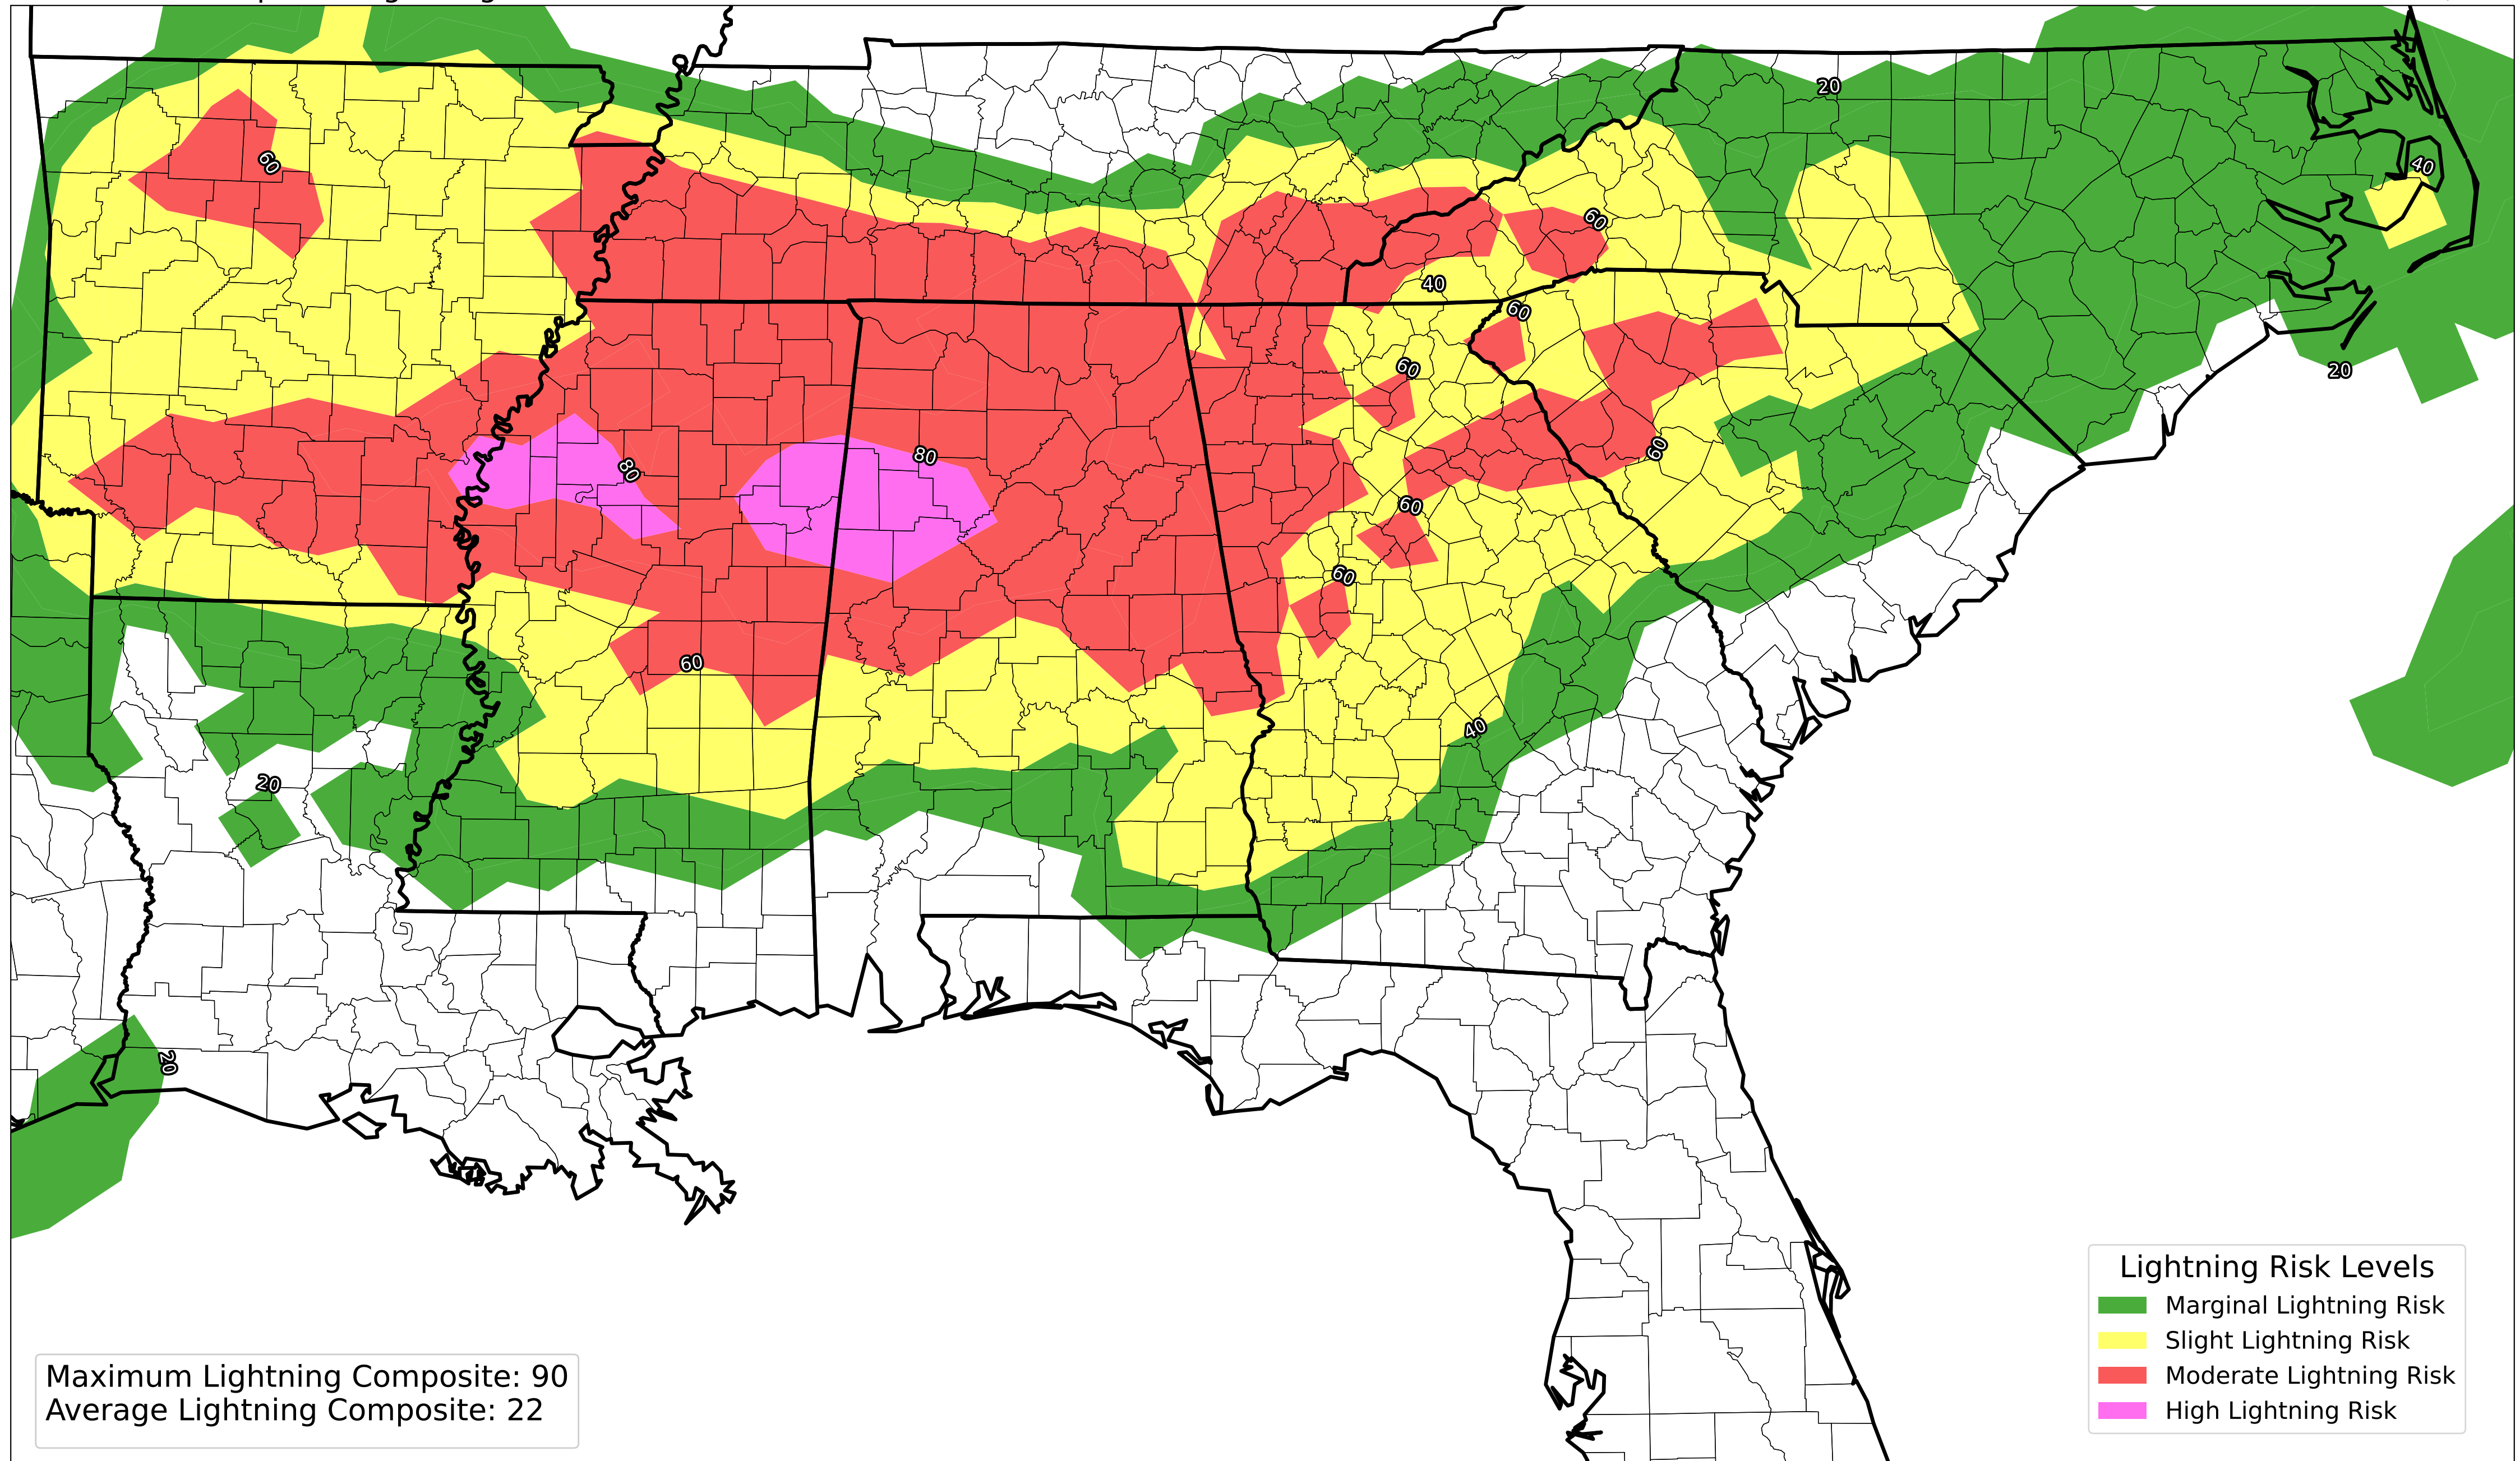 20
60
40
60
40
60
60
20
80
60
80
60
60
60
40
20
20
Lightning Risk Levels
Marginal Lightning Risk
Slight Lightning Risk
Moderate Lightning Risk
High Lightning Risk
Maximum Lightning Composite: 90
Average Lightning Composite: 22